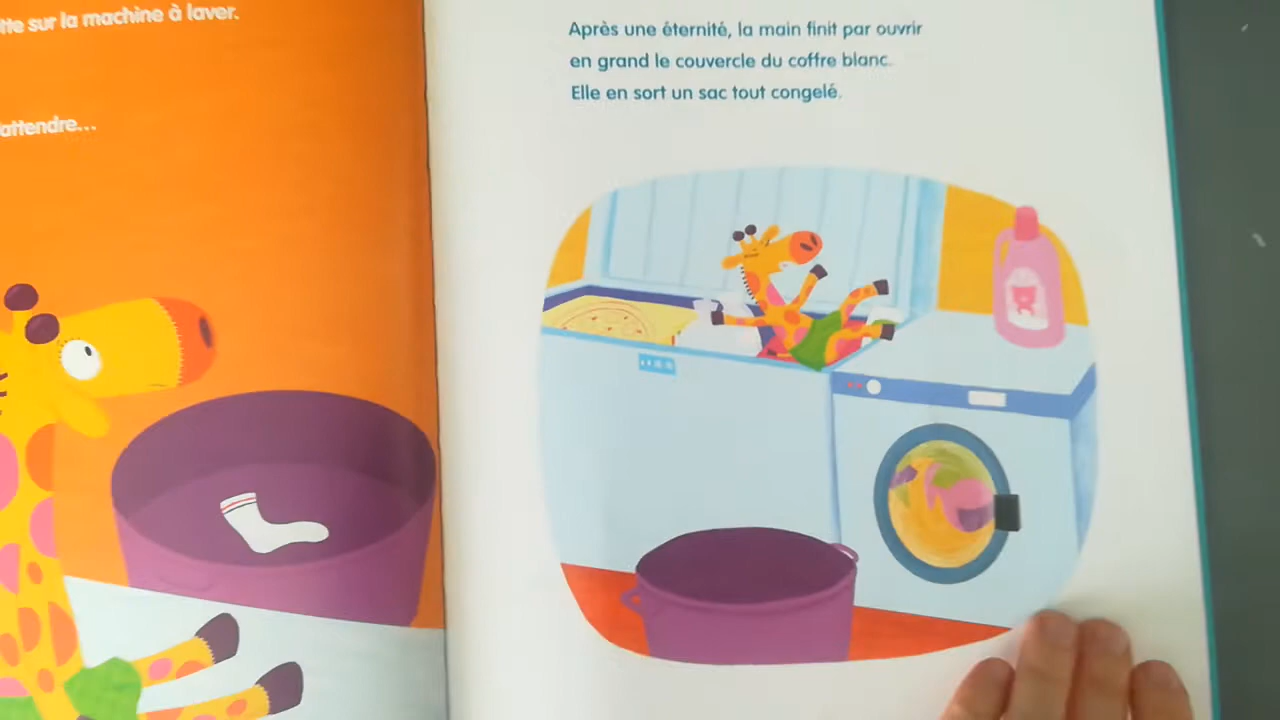 sur la machine à laver.
attendre...
Après une éternité, la main finit par ouvrir
en grand le couvercle du coffre blanc.
Elle en sort un sac tout congelé.